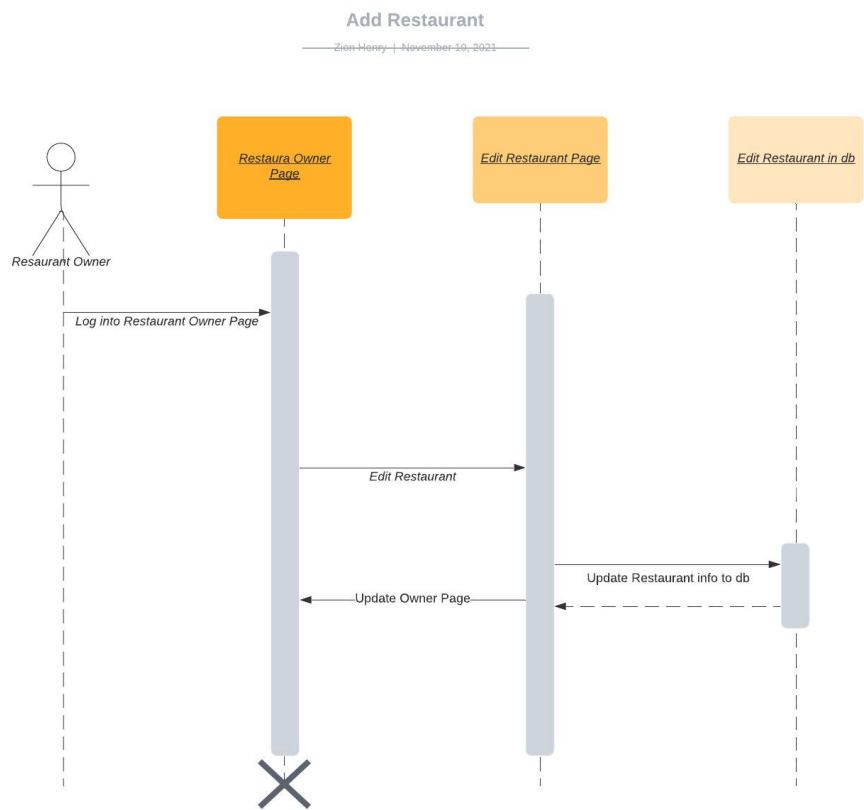 Add Restaurant
Zion Henry | November 10, 2021
Restaura Owner
Page
Edit Restaurant Page
Edit Restaurant in db
Resaurant Owner
Log into Restaurant Owner Page
Edit Restaurant
Update Restaurant info to db
Update Owner Page